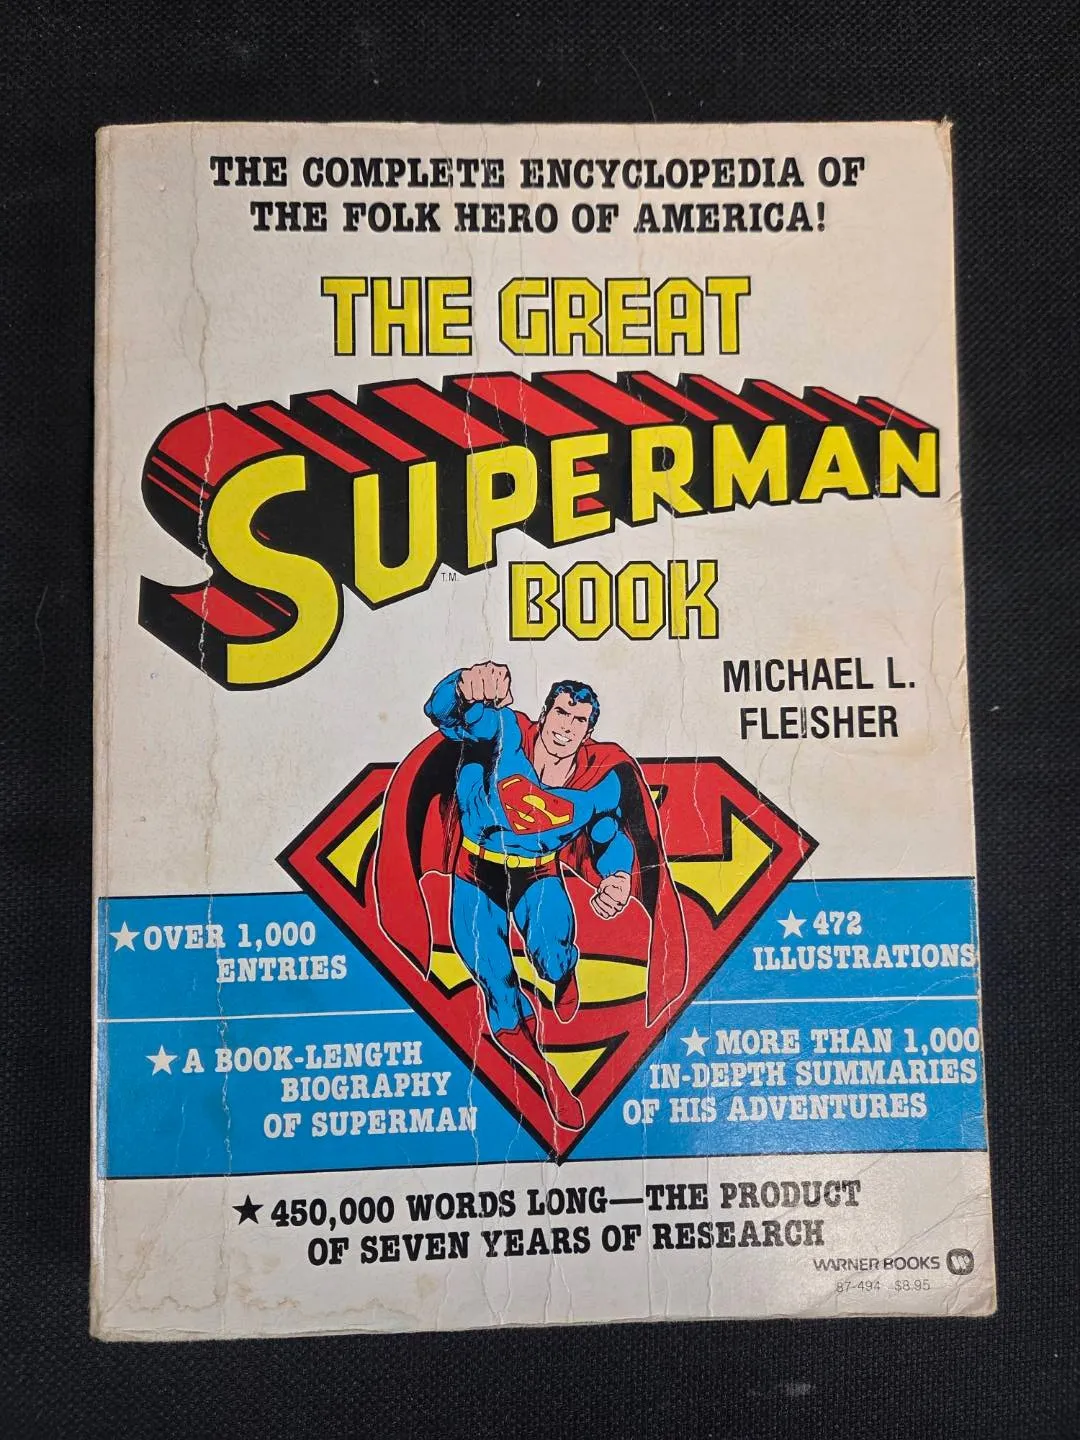 THE COMPLETE ENCYCLOPEDIA OF
THE FOLK HERO OF AMERICA!
THE GREAT
SUPERMAN
T.M.
BOOK
MICHAEL L.
FLEISHER
S
★OVER 1,000
ENTRIES
★472
ILLUSTRATIONS
★A BOOK-LENGTH
BIOGRAPHY
OF SUPERMAN
★MORE THAN 1,000
IN-DEPTH SUMMARIES
OF HIS ADVENTURES
★450,000 WORDS LONG—THE PRODUCT
OF SEVEN YEARS OF RESEARCH
WARNER BOOKS W
87-494 $8.95